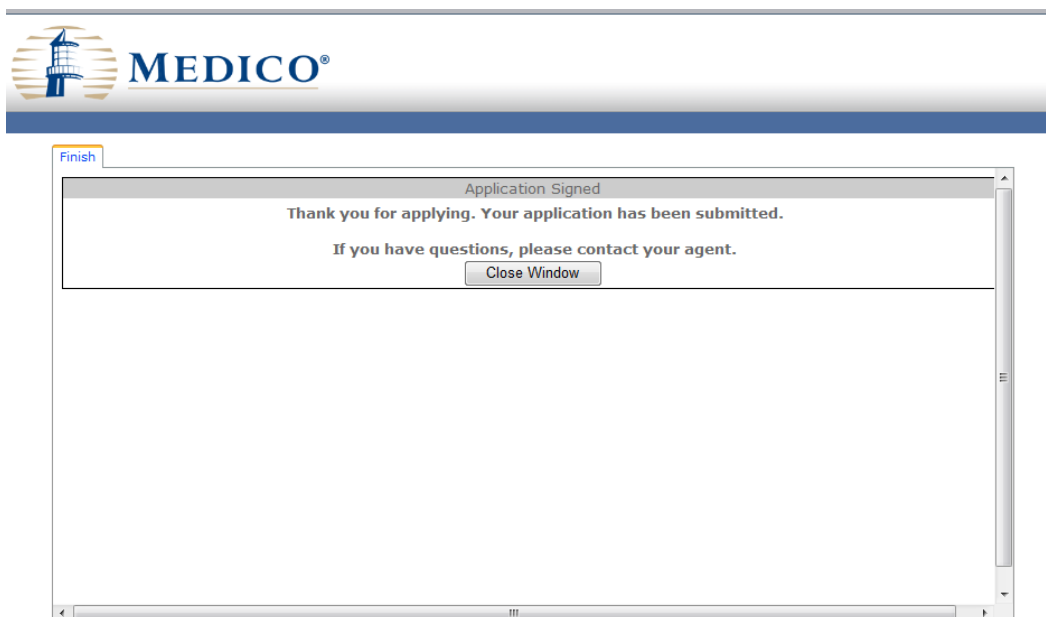 MEDICO®
Finish
Application Signed
Thank you for applying. Your application has been submitted.
If you have questions, please contact your agent.
Close Window